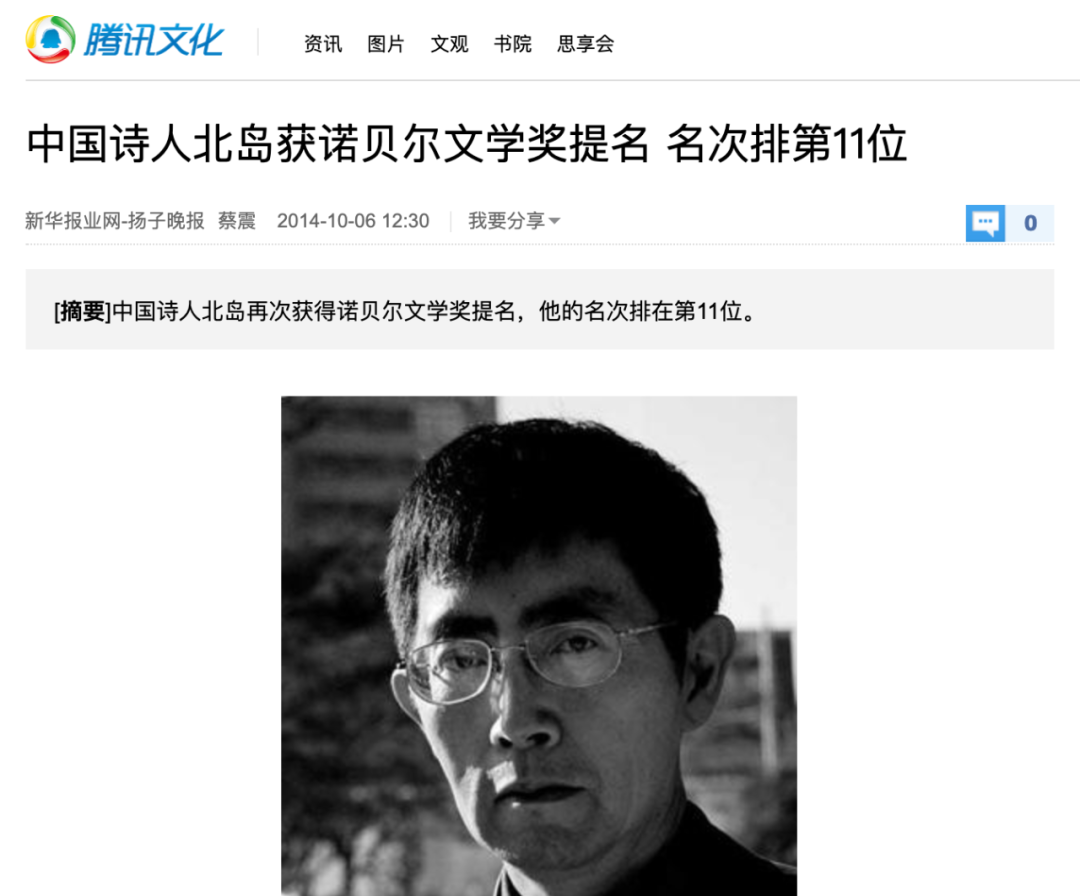 腾讯文化 资讯 图片 文观 书院 思享会
中国诗人北岛获诺贝尔文学奖提名 名次排第11位
新华报业网-扬子晚报 蔡震 2014-10-06 12:30 我要分享 0
[摘要]中国诗人北岛再次获得诺贝尔文学奖提名，他的名次排在第11位。